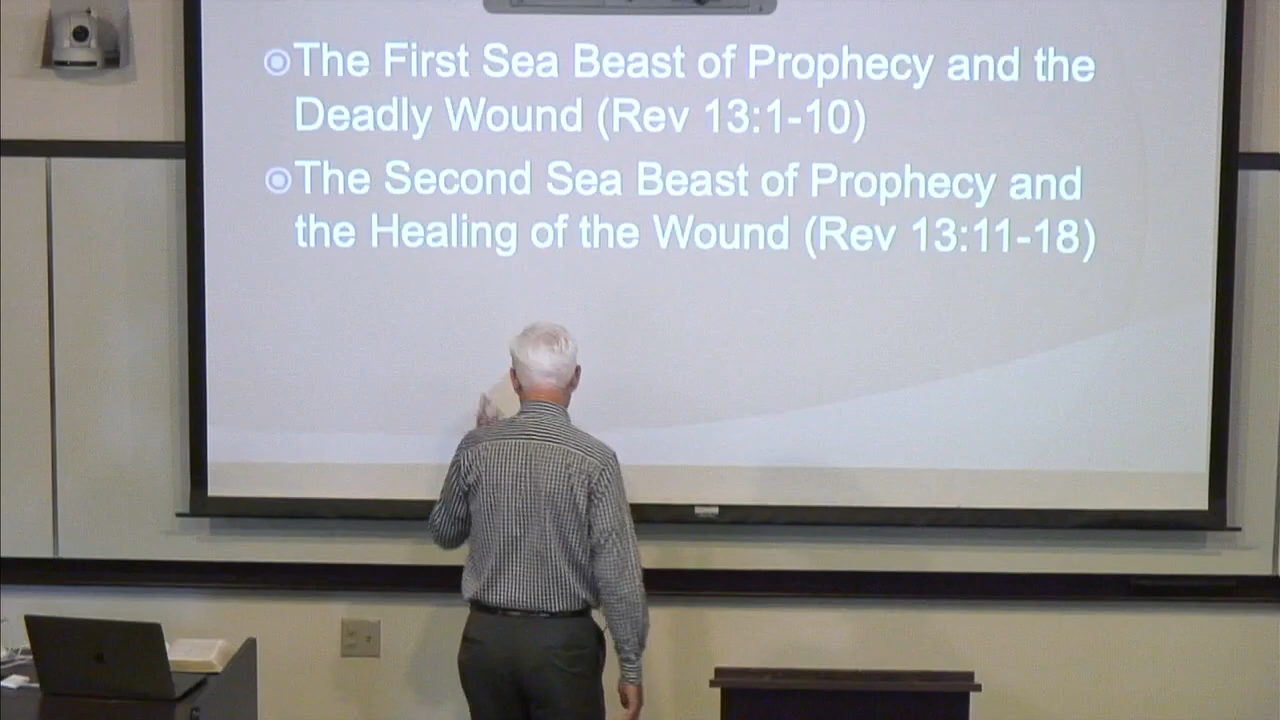 The First Sea Beast of Prophecy and the
Deadly Wound (Rev 13:1-10)
The Second Sea Beast of Prophecy and
the Healing of the Wound (Rev 13:11-18)